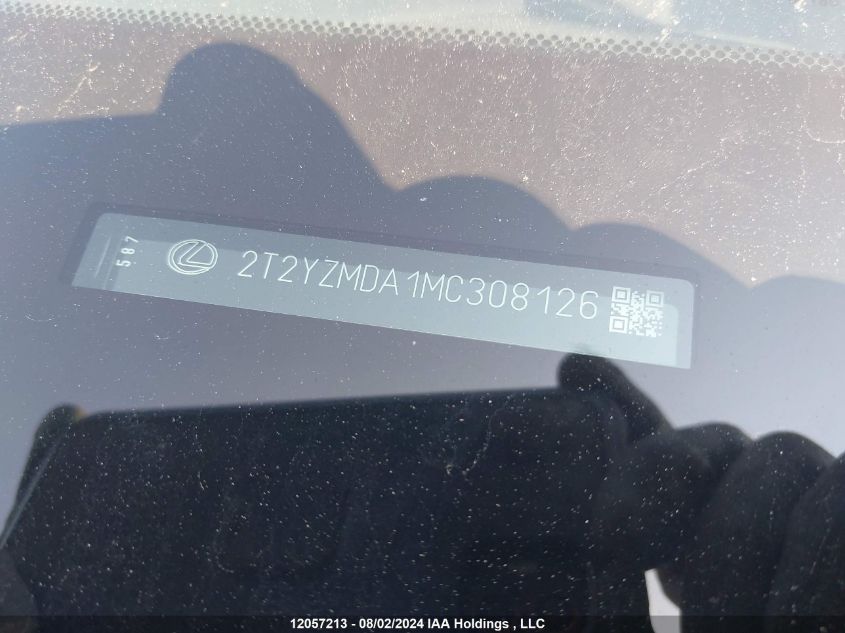 587
2T2YZMDA1MC308126
12057213 - 08/02/2024 IAA Holdings , LLC